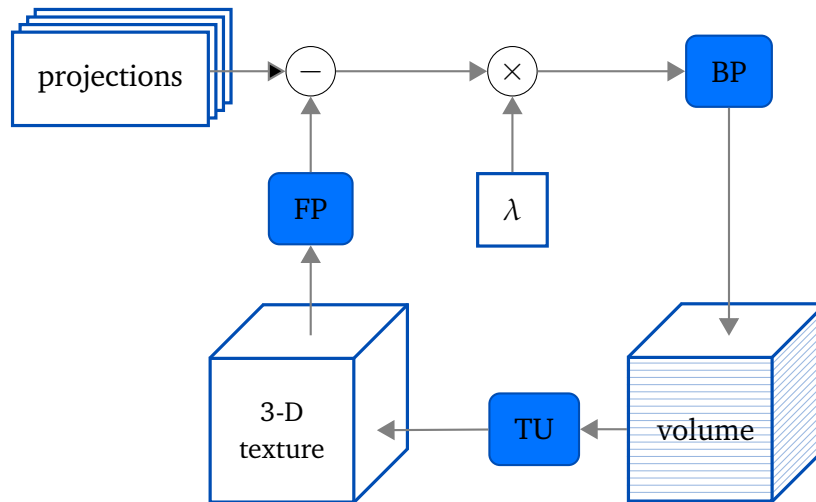 projections
−
×
BP
FP
λ
3-D
texture
TU
volume